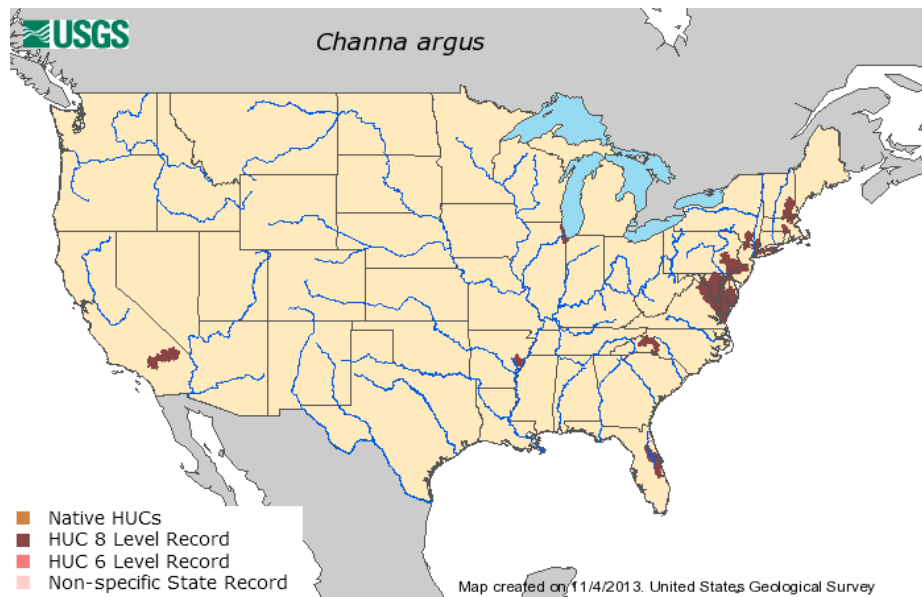 USGS
Channa argus
Native HUCs
HUC 8 Level Record
HUC 6 Level Record
Non-specific State Record
Map created on 11/4/2013. United States Geological Survey